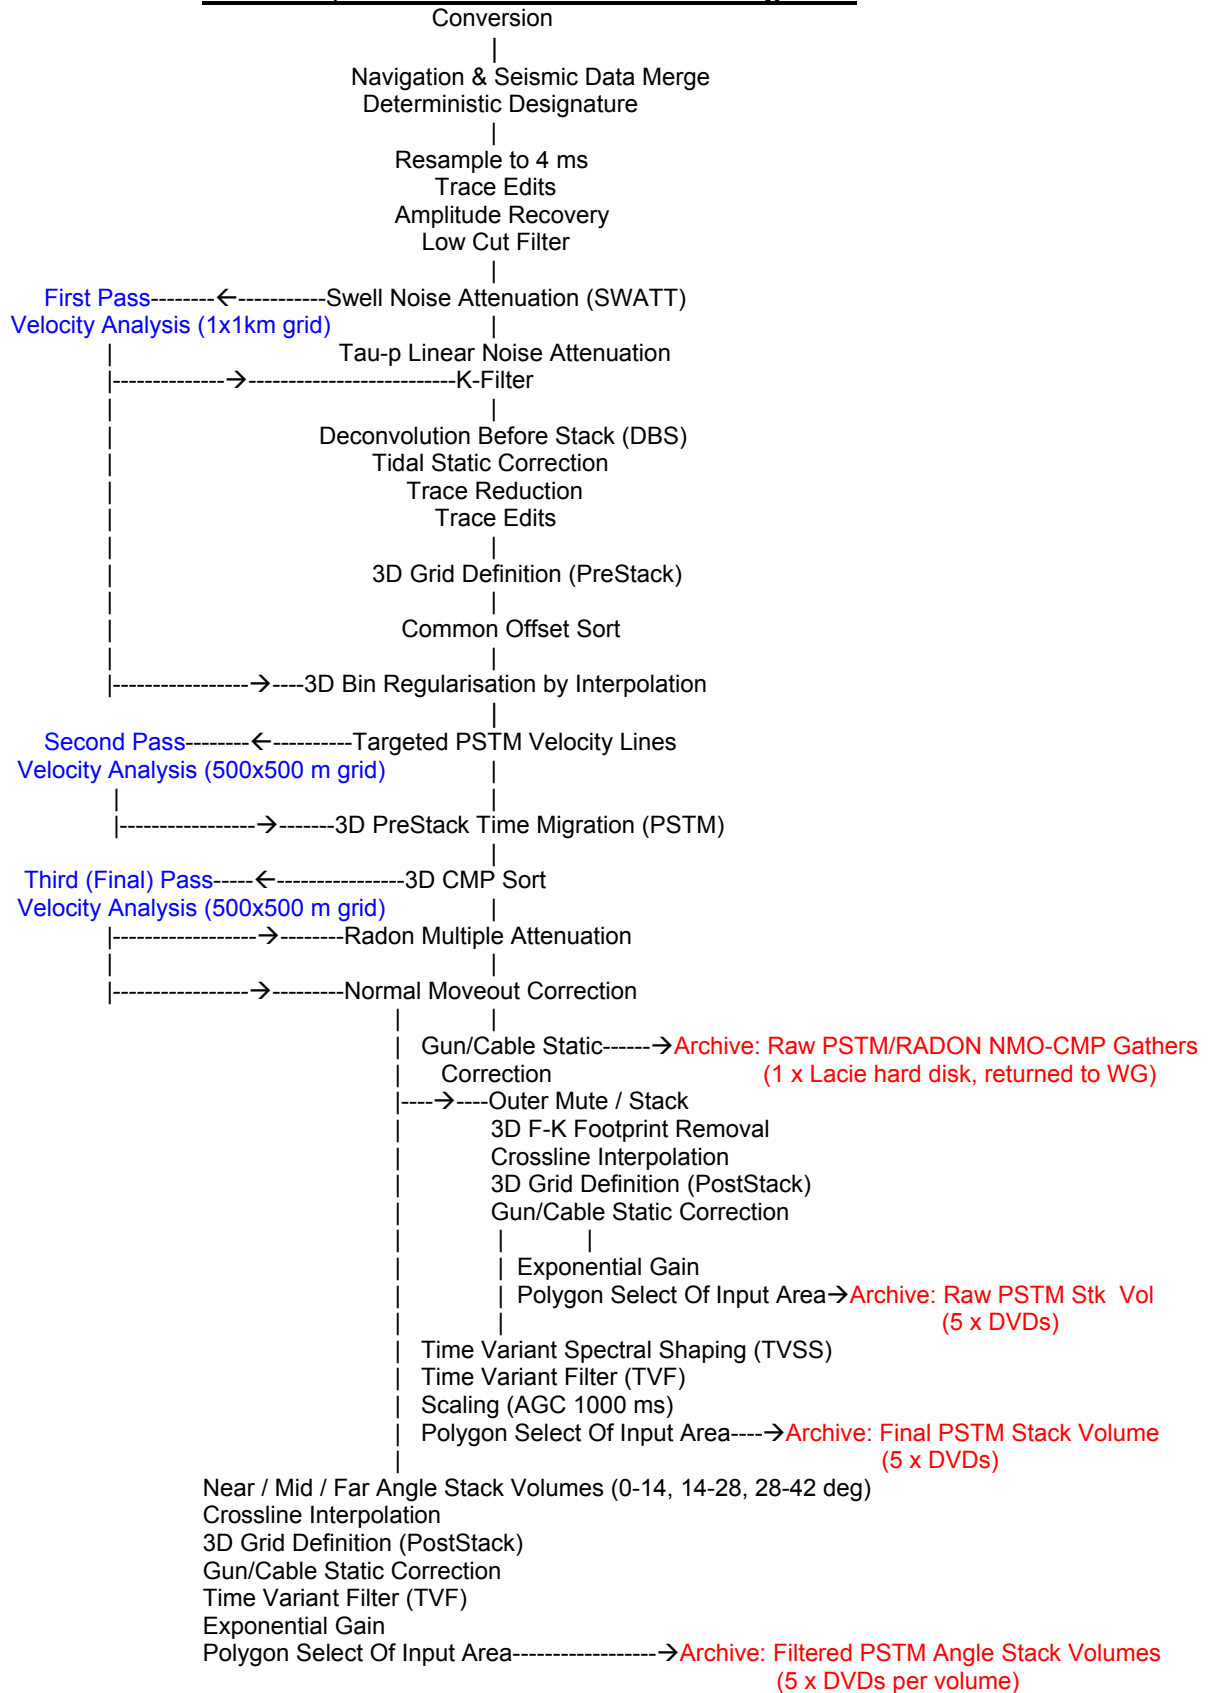 Conversion
|
Navigation & Seismic Data Merge
Deterministic Designature
|
Resample to 4 ms
Trace Edits
Amplitude Recovery
Low Cut Filter
|
First Pass--------←-----------Swell Noise Attenuation (SWATT)
Velocity Analysis (1x1km grid) |
| Tau-p Linear Noise Attenuation
|--------------→--------------------------K-Filter
| |
| Deconvolution Before Stack (DBS)
| Tidal Static Correction
| Trace Reduction
| Trace Edits
| |
| 3D Grid Definition (PreStack)
| |
| Common Offset Sort
| |
|-----------------→----3D Bin Regularisation by Interpolation
|
Second Pass--------←----------Targeted PSTM Velocity Lines
Velocity Analysis (500x500 m grid) |
| |
|-----------------→-------3D PreStack Time Migration (PSTM)
|
Third (Final) Pass-----←----------------3D CMP Sort
Velocity Analysis (500x500 m grid) |
|------------------→--------Radon Multiple Attenuation
| |
|-----------------→---------Normal Moveout Correction
| |
| Gun/Cable Static------→Archive: Raw PSTM/RADON NMO-CMP Gathers
| Correction (1 x Lacie hard disk, returned to WG)
|----→----Outer Mute / Stack
| 3D F-K Footprint Removal
| Crossline Interpolation
| 3D Grid Definition (PostStack)
| Gun/Cable Static Correction
| | |
| | Exponential Gain
| | Polygon Select Of Input Area→Archive: Raw PSTM Stk Vol
| | (5 x DVDs)
| Time Variant Spectral Shaping (TVSS)
| Time Variant Filter (TVF)
| Scaling (AGC 1000 ms)
| Polygon Select Of Input Area----→Archive: Final PSTM Stack Volume
| (5 x DVDs)
Near / Mid / Far Angle Stack Volumes (0-14, 14-28, 28-42 deg)
Crossline Interpolation
3D Grid Definition (PostStack)
Gun/Cable Static Correction
Time Variant Filter (TVF)
Exponential Gain
Polygon Select Of Input Area------------------→Archive: Filtered PSTM Angle Stack Volumes
(5 x DVDs per volume)